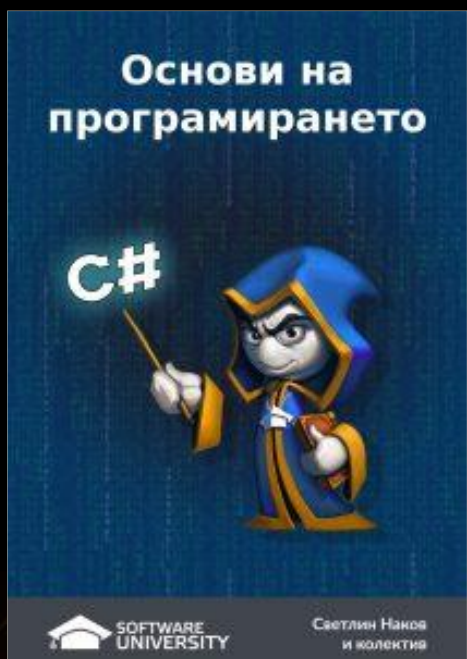 Основи на
програмирането
C#
SOFTWARE
UNIVERSITY
Светлин Наков
и колектив